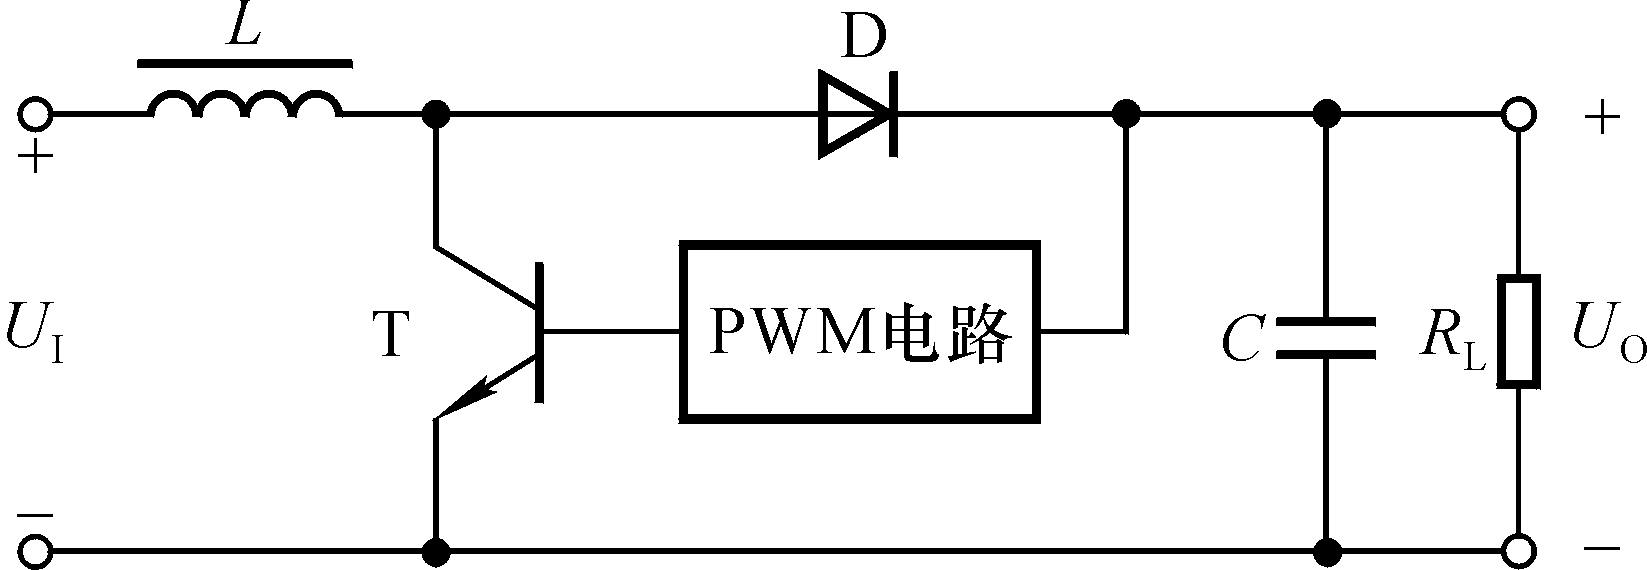 L
D
+
+
U_I
T
PWM电路
C
R_L
U_O
−
−